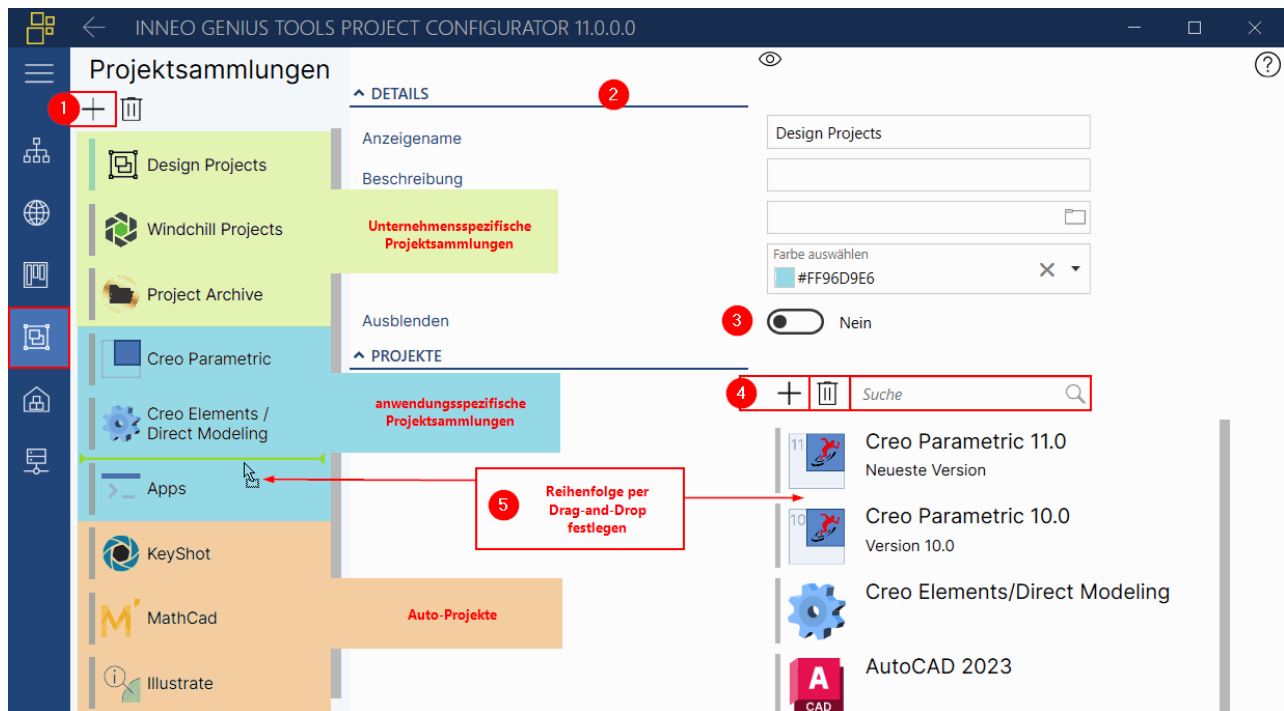 INNEO GENIUS TOOLS PROJECT CONFIGURATOR 11.0.0.0
Projektsammlungen
1
DETAILS
2
Anzeigename
Design Projects
Beschreibung
Design Projects
Windchill Projects
Unternehmensspezifische
Projektsammlungen
Project Archive
Farbe auswählen
#FF96D9E6
Ausblenden
3
Nein
PROJEKTE
Creo Parametric
4
Suche
Creo Elements /
Direct Modeling
anwendungsspezifische
Projektsammlungen
11
Creo Parametric 11.0
Neueste Version
Apps
5
Reihenfolge per
Drag-and-Drop
festlegen
10
Creo Parametric 10.0
Version 10.0
KeyShot
Creo Elements/Direct Modeling
MathCad
Auto-Projekte
Illustrate
AutoCAD 2023
A
CAD